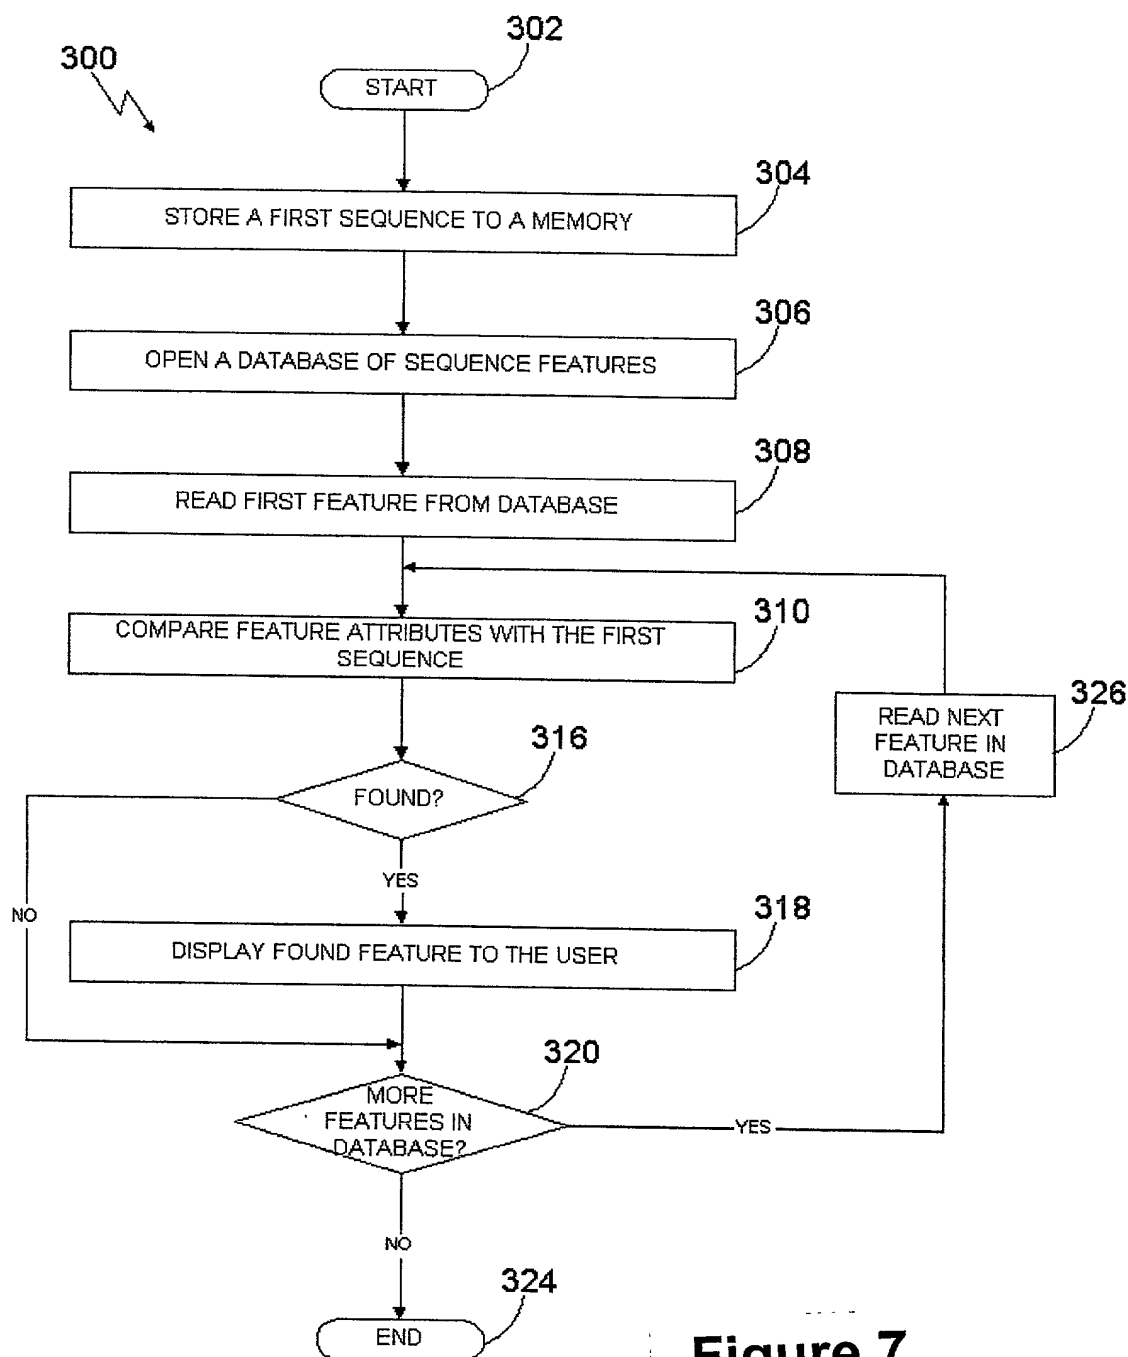 302
300
START
304
STORE A FIRST SEQUENCE TO A MEMORY
306
OPEN A DATABASE OF SEQUENCE FEATURES
308
READ FIRST FEATURE FROM DATABASE
310
COMPARE FEATURE ATTRIBUTES WITH THE FIRST
SEQUENCE
326
READ NEXT
FEATURE IN
DATABASE
316
FOUND?
YES
NO
318
DISPLAY FOUND FEATURE TO THE USER
320
MORE
FEATURES IN
DATABASE?
YES
NO
324
END
Figure 7